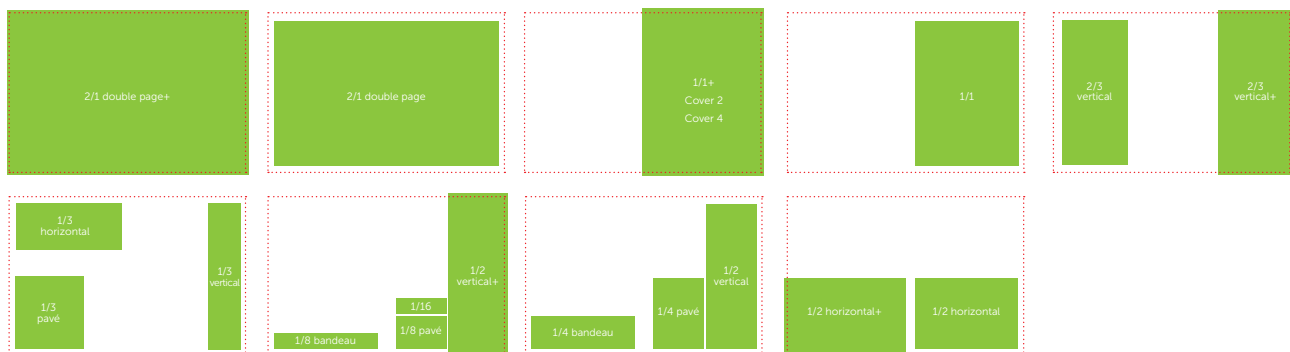 2/1 double page+
2/1 double page
1/1+
Cover 2
Cover 4
1/1
2/3
vertical
2/3
vertical+
1/3
horizontal
1/3
pavé
1/3
vertical
1/8 bandeau
1/16
1/8 pavé
1/2
vertical+
1/4 bandeau
1/4 pavé
1/2
vertical
1/2 horizontal+
1/2 horizontal